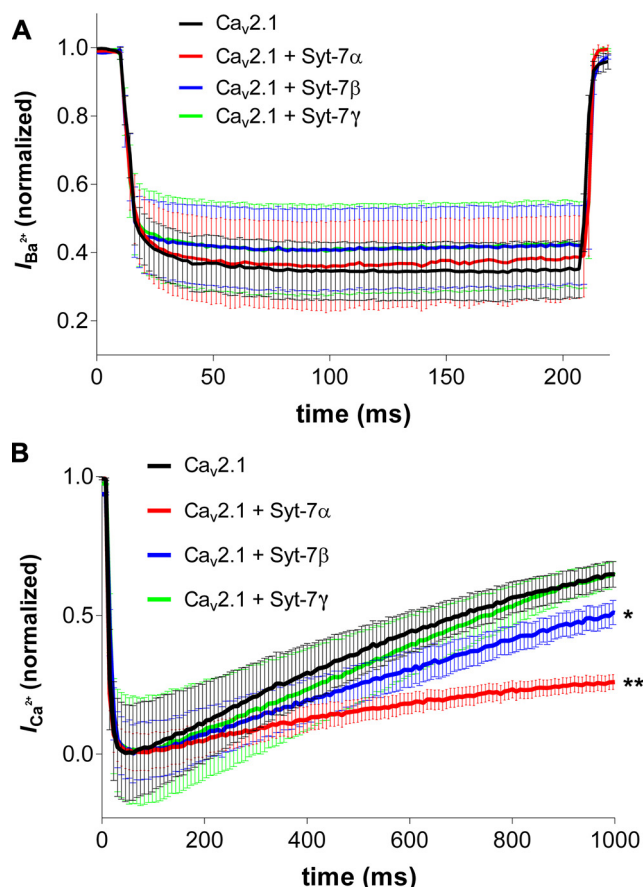 A
Cav2.1
Cav2.1 + Syt-7α
Cav2.1 + Syt-7β
Cav2.1 + Syt-7γ
IBa2+ (normalized)
1.0
0.8
0.6
0.4
0.2
0 50 100 150 200
time (ms)
B
Cav2.1
Cav2.1 + Syt-7α
Cav2.1 + Syt-7β
Cav2.1 + Syt-7γ
ICa2+ (normalized)
1.0
0.5
0.0
*
**
0 200 400 600 800 1000
time (ms)